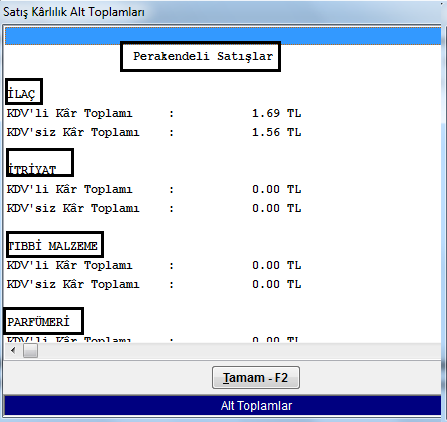 Satış Kârlılık Alt Toplamları
Perakendeli Satışlar
İLAÇ
KDV'li Kâr Toplamı : 1.69 TL
KDV'siz Kâr Toplamı : 1.56 TL
İTRİYAT
KDV'li Kâr Toplamı : 0.00 TL
KDV'siz Kâr Toplamı : 0.00 TL
TIBBİ MALZEME
KDV'li Kâr Toplamı : 0.00 TL
KDV'siz Kâr Toplamı : 0.00 TL
PARFÜMERİ
KDV'li Kâr Toplamı : 0.00 TL
Tamam - F2
Alt Toplamlar